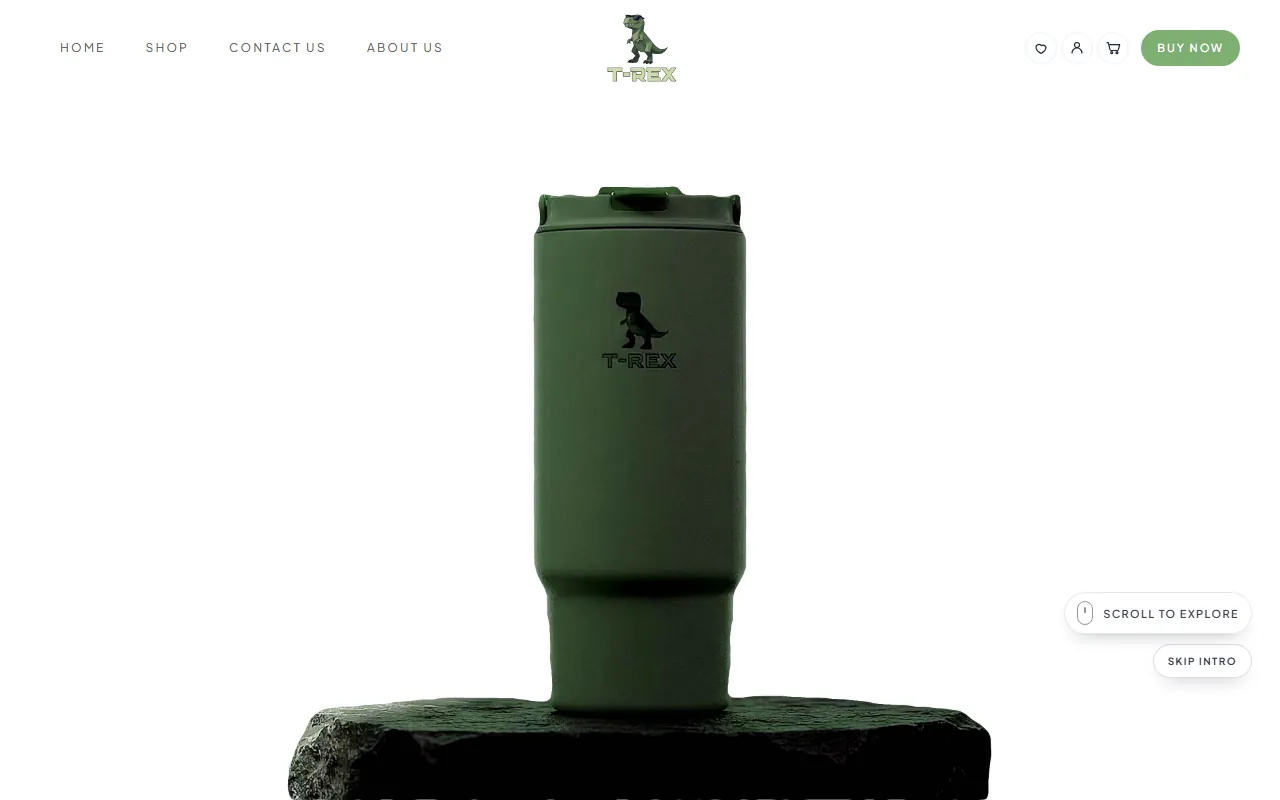 HOME
SHOP
CONTACT US
ABOUT US
T-REX
BUY NOW
T-REX
SCROLL TO EXPLORE
SKIP INTRO